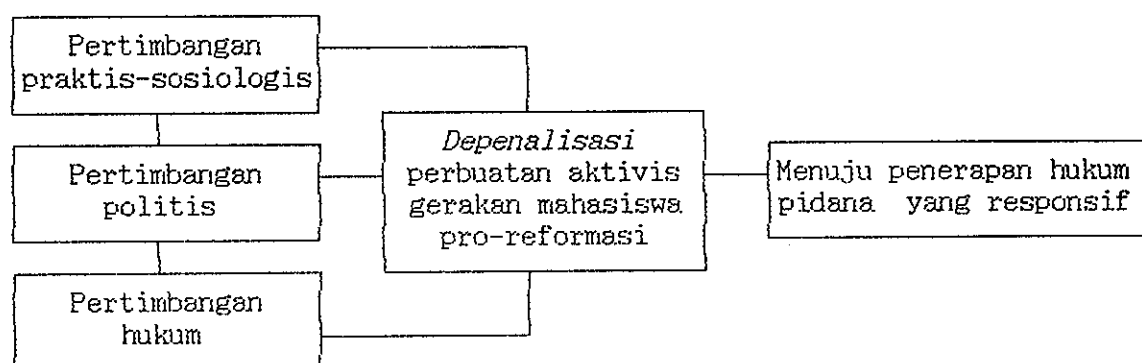 Pertimbangan
praktis-sosiologis
Pertimbangan
politis
Pertimbangan
hukum
Depenalisasi
perbuatan aktivis
gerakan mahasiswa
pro-reformasi
Menuju penerapan hukum
pidana yang responsif